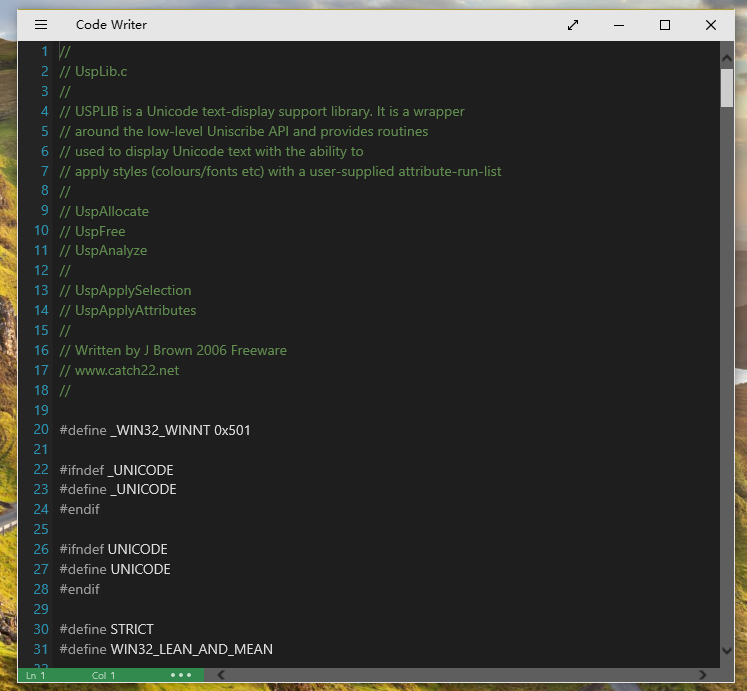 Code Writer
1 //
2 // UspLib.c
3 //
4 // USPLIB is a Unicode text-display support library. It is a wrapper
5 // around the low-level Uniscribe API and provides routines
6 // used to display Unicode text with the ability to
7 // apply styles (colours/fonts etc) with a user-supplied attribute-run-list
8 //
9 // UspAllocate
10 // UspFree
11 // UspAnalyze
12 //
13 // UspApplySelection
14 // UspApplyAttributes
15 //
16 // Written by J Brown 2006 Freeware
17 // www.catch22.net
18 //
19
20 #define _WIN32_WINNT 0x501
21
22 #ifndef _UNICODE
23 #define _UNICODE
24 #endif
25
26 #ifndef UNICODE
27 #define UNICODE
28 #endif
29
30 #define STRICT
31 #define WIN32_LEAN_AND_MEAN
Ln 1 Col 1